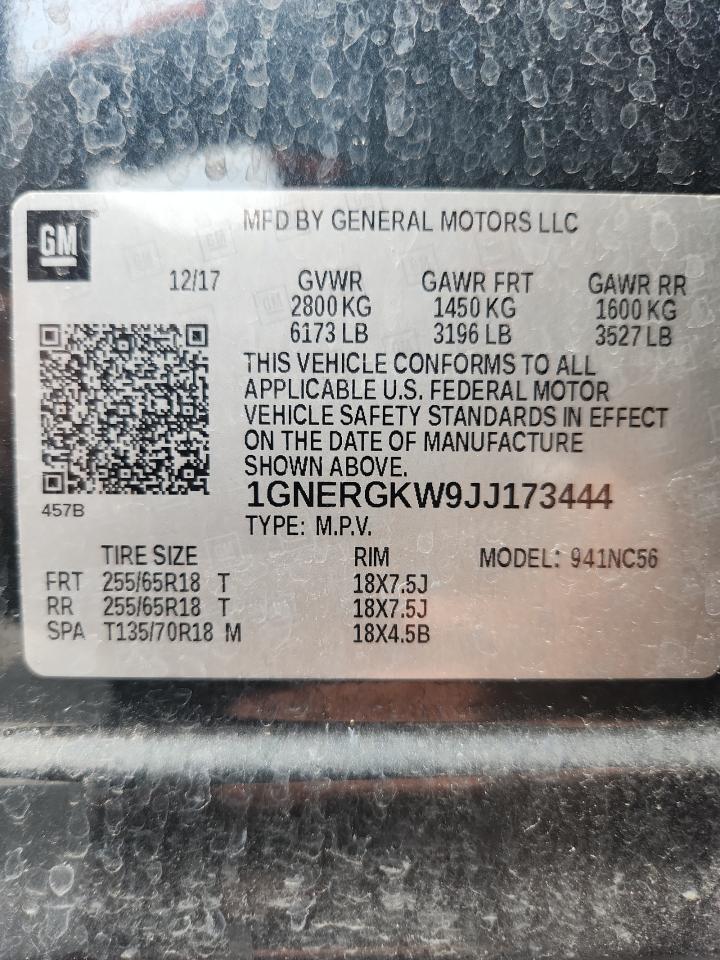 GM
MFD BY GENERAL MOTORS LLC
12/17 GVWR GAWR FRT GAWR RR
2800 KG 1450 KG 1600 KG
6173 LB 3196 LB 3527 LB
THIS VEHICLE CONFORMS TO ALL
APPLICABLE U.S. FEDERAL MOTOR
VEHICLE SAFETY STANDARDS IN EFFECT
ON THE DATE OF MANUFACTURE
SHOWN ABOVE.
1GNERGKW9JJ173444
457B
TYPE: M.P.V.
TIRE SIZE RIM MODEL: 941NC56
FRT 255/65R18 T 18X7.5J
RR 255/65R18 T 18X7.5J
SPA T135/70R18 M 18X4.5B